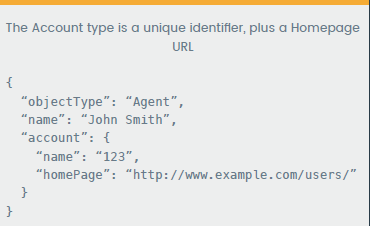 The Account type is a unique identifier, plus a Homepage
URL
{
  “objectType”: “Agent”,
  “name”: “John Smith”,
  “account”: {
    “name”: “123”,
    “homePage”: “http://www.example.com/users/”
  }
}